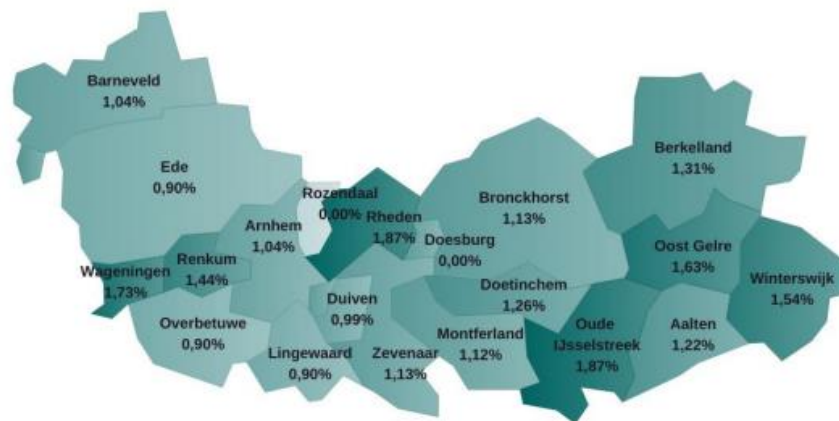 Barneveld
1,04%
Ede
0,90%
Berkelland
1,31%
Rozendaal
0,00%
Rheden
1,87%
Bronckhorst
1,13%
Arnhem
1,04%
Doesburg
0,00%
Oost Gelre
1,63%
Wageningen
1,73%
Renkum
1,44%
Winterswijk
1,54%
Doetinchem
1,26%
Duiven
0,99%
Overbetuwe
0,90%
Montferland
1,12%
Oude
IJsselstreek
1,87%
Aalten
1,22%
Lingewaard
0,90%
Zevenaar
1,13%